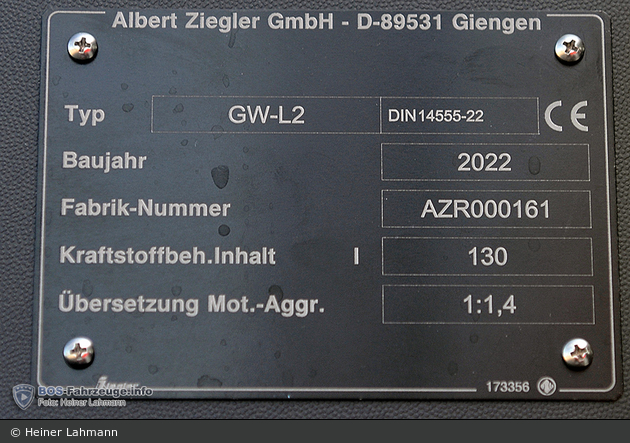 Albert Ziegler GmbH - D-89531 Giengen
Typ GW-L2 DIN14555-22 CE
Baujahr 2022
Fabrik-Nummer AZR000161
Kraftstoffbeh.Inhalt l 130
Übersetzung Mot.-Aggr. 1:1,4
Ziegler 173356
BOS-Fahrzeuge.info
Foto: Heiner Lahmann
© Heiner Lahmann